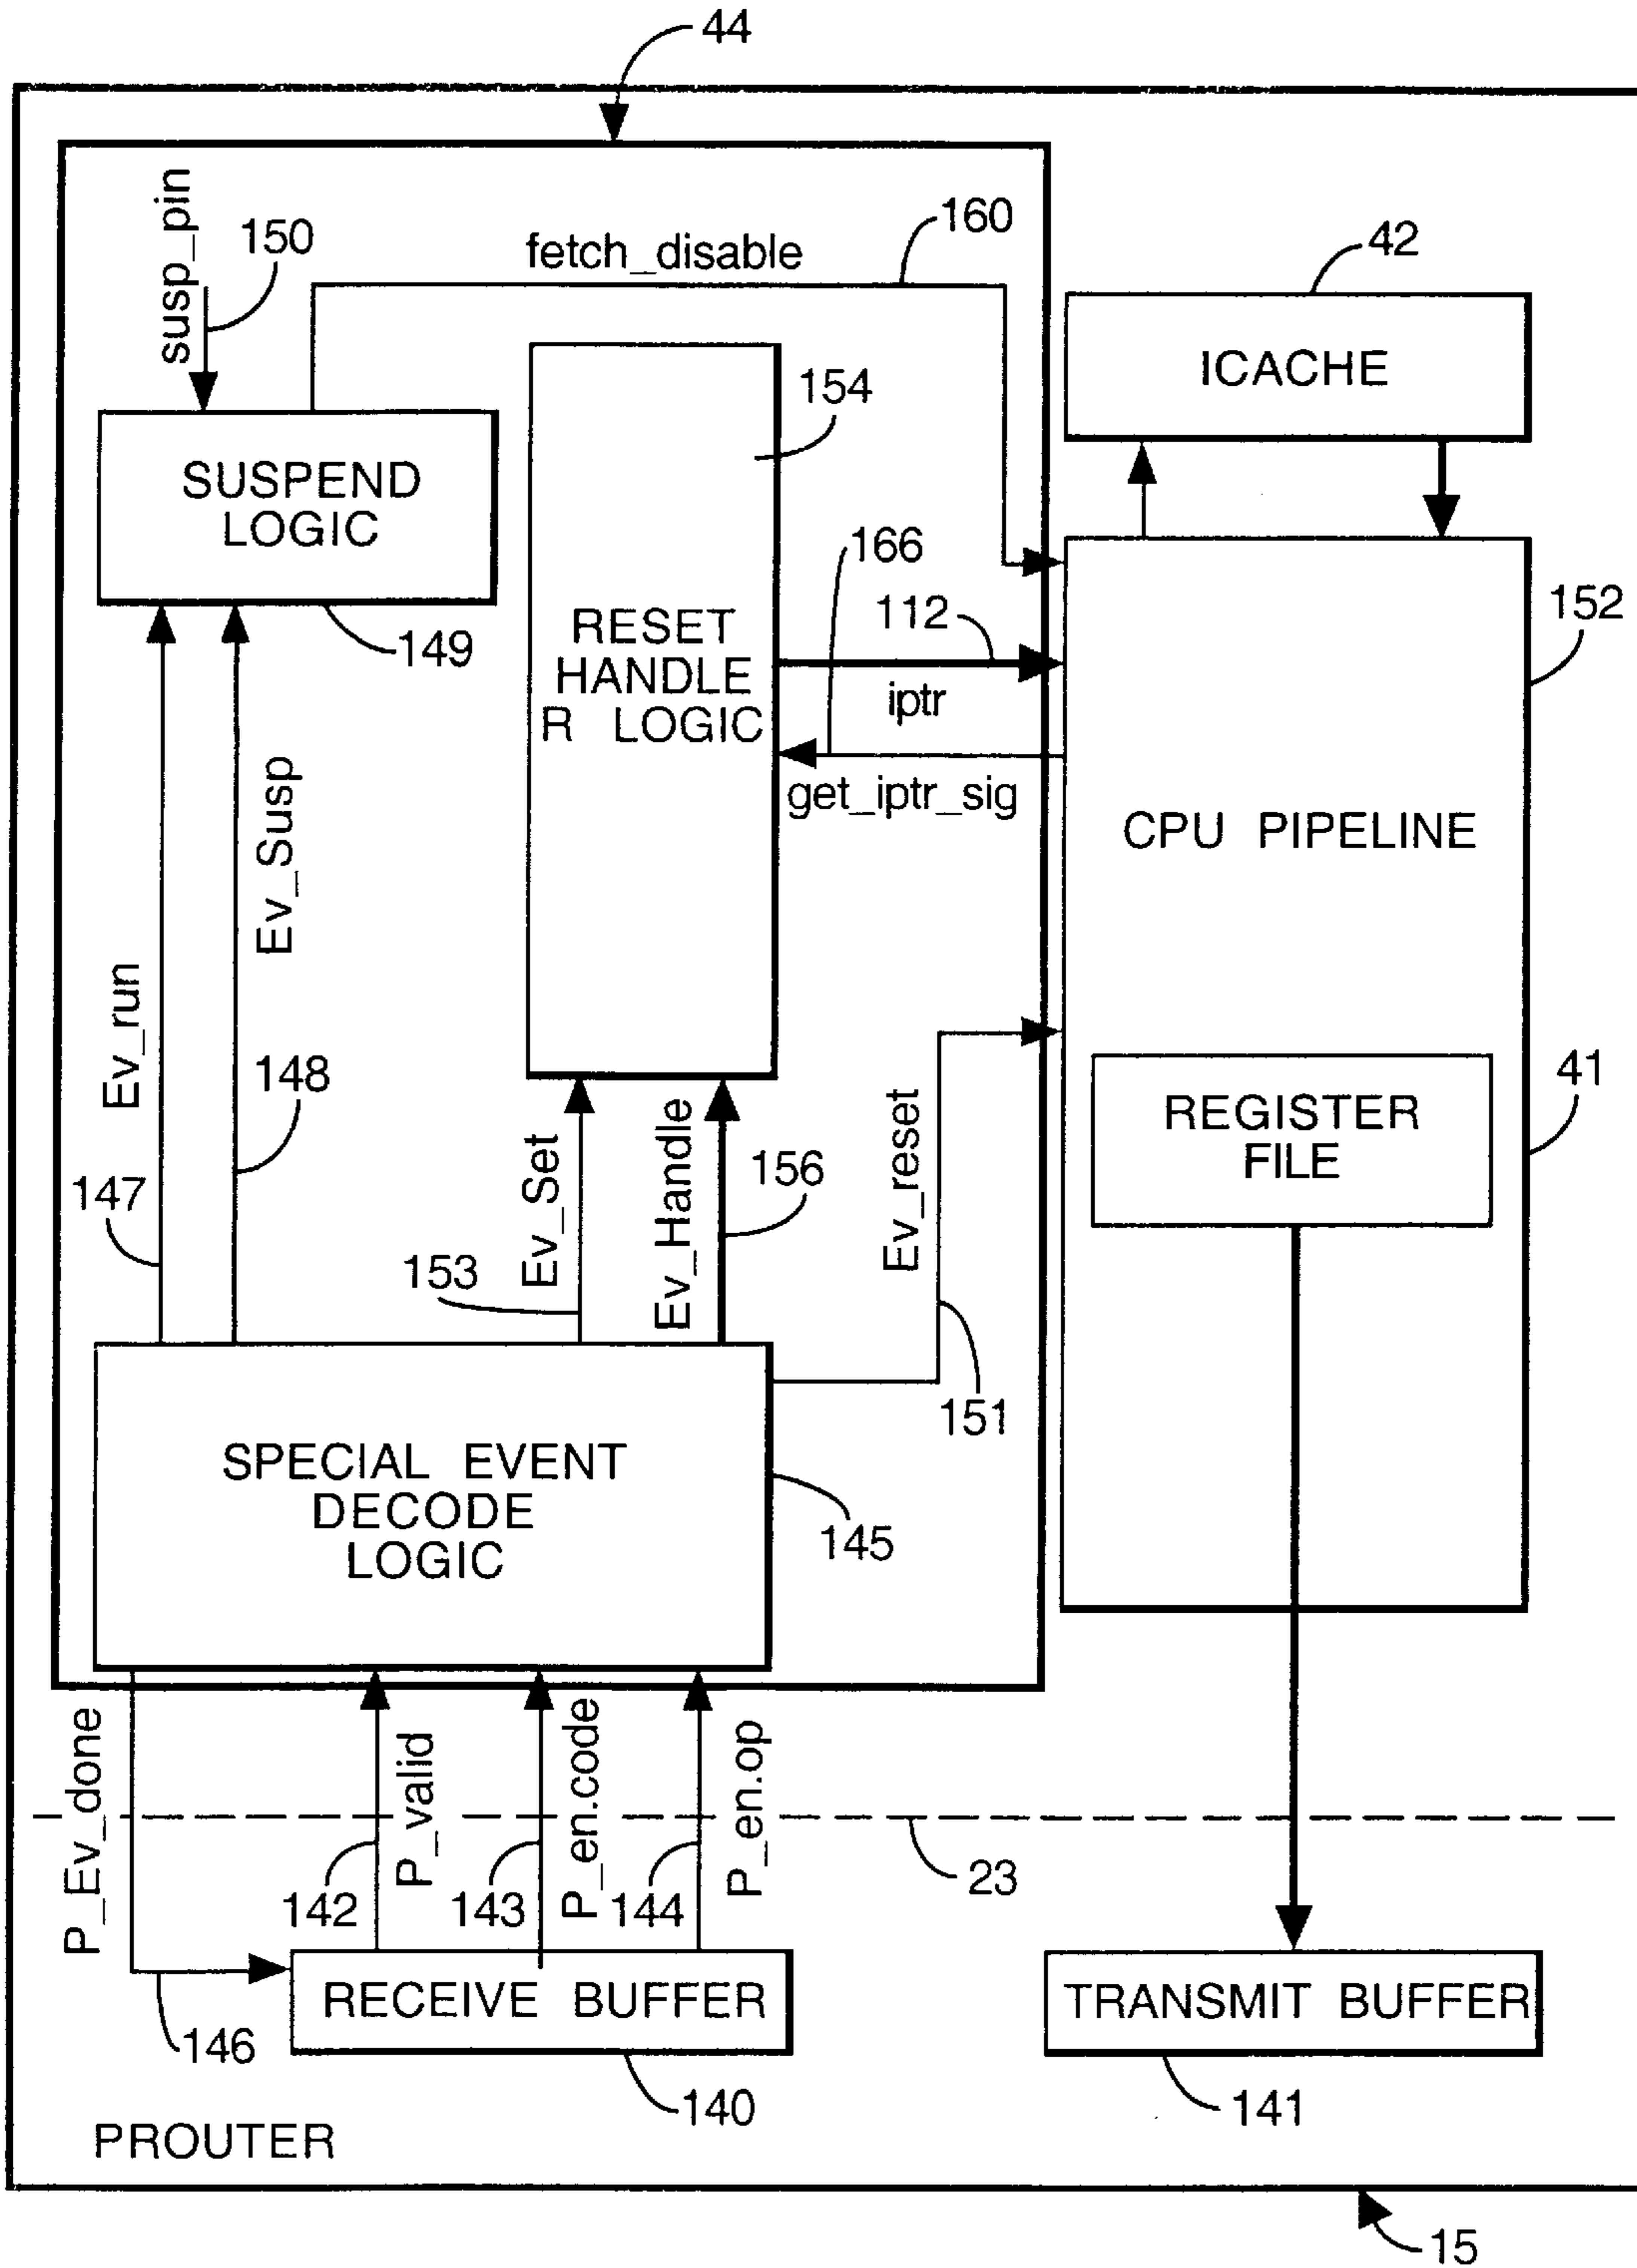 44
susp_pin
150
fetch_disable
160
42
ICACHE
154
SUSPEND
LOGIC
166
112
152
149
RESET
HANDLE
R LOGIC
iptr
get_iptr_sig
CPU PIPELINE
Ev_run
Ev_Susp
148
41
REGISTER
FILE
147
153
Ev_Set
Ev_Handle
156
Ev_reset
151
SPECIAL EVENT
DECODE
LOGIC
145
P_Ev_done
142
P_valid
143
P_en.code
144
P_en.op
23
RECEIVE BUFFER
TRANSMIT BUFFER
146
140
141
PROUTER
15